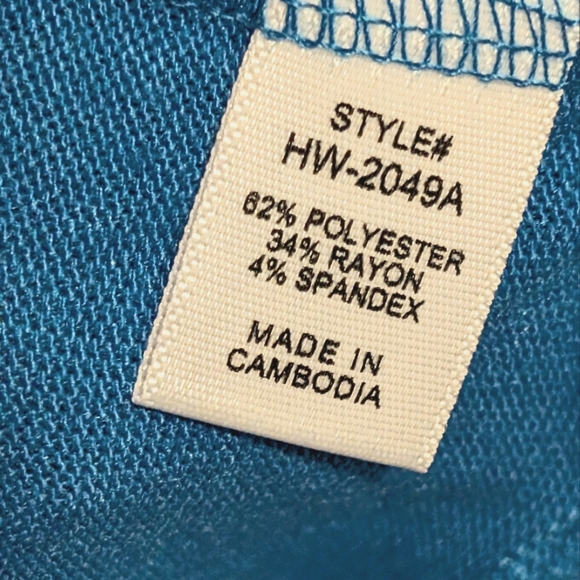 STYLE#
HW-2049A
62% POLYESTER
34% RAYON
4% SPANDEX
MADE IN
CAMBODIA